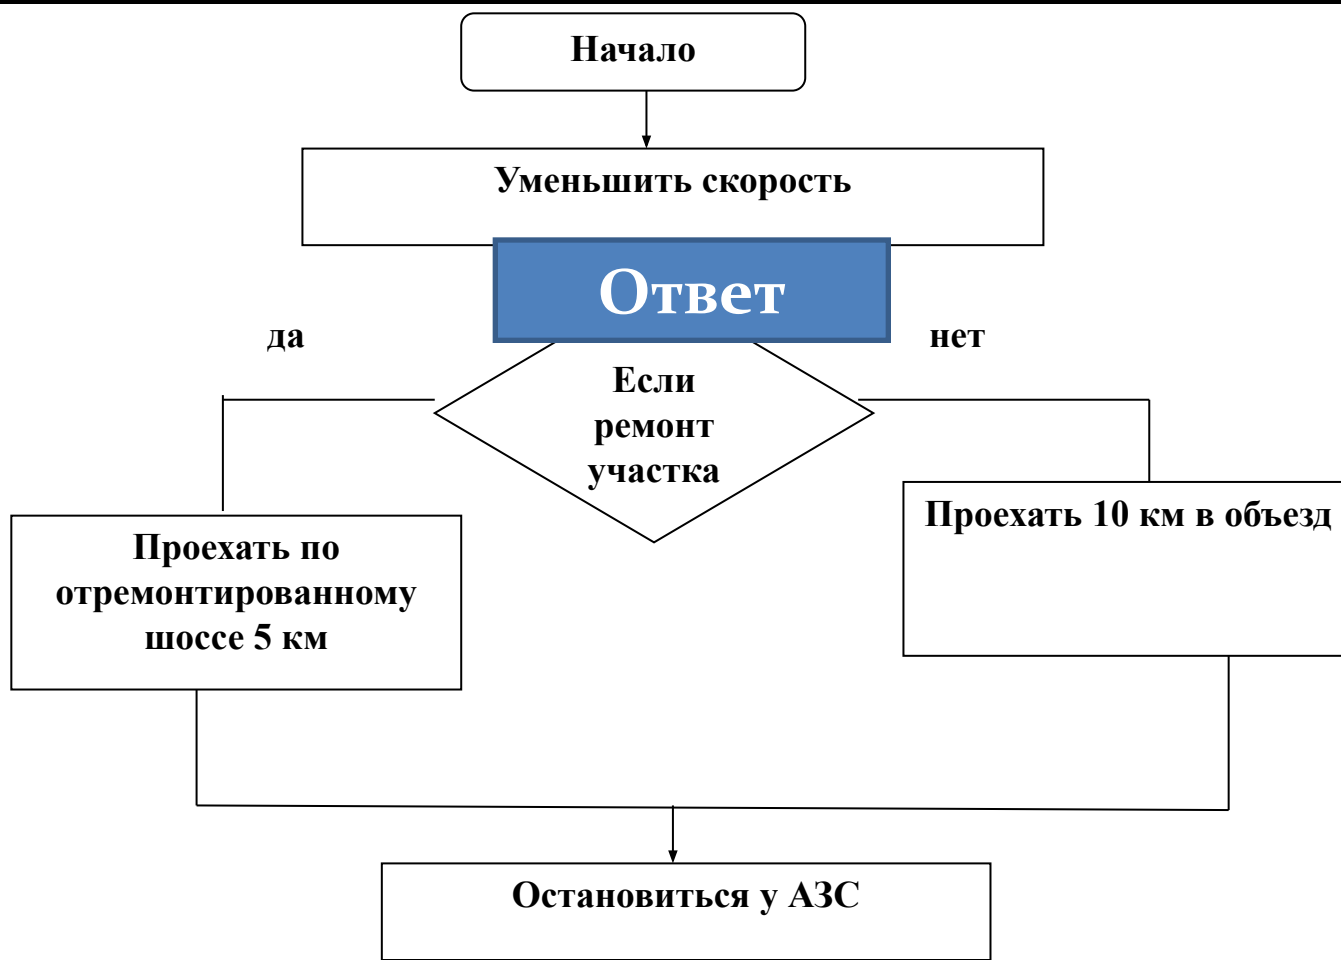 Начало
Уменьшить скорость
Ответ
да
нет
Если
ремонт
участка
Проехать по
отремонтированному
шоссе 5 км
Проехать 10 км в объезд
Остановиться у АЗС